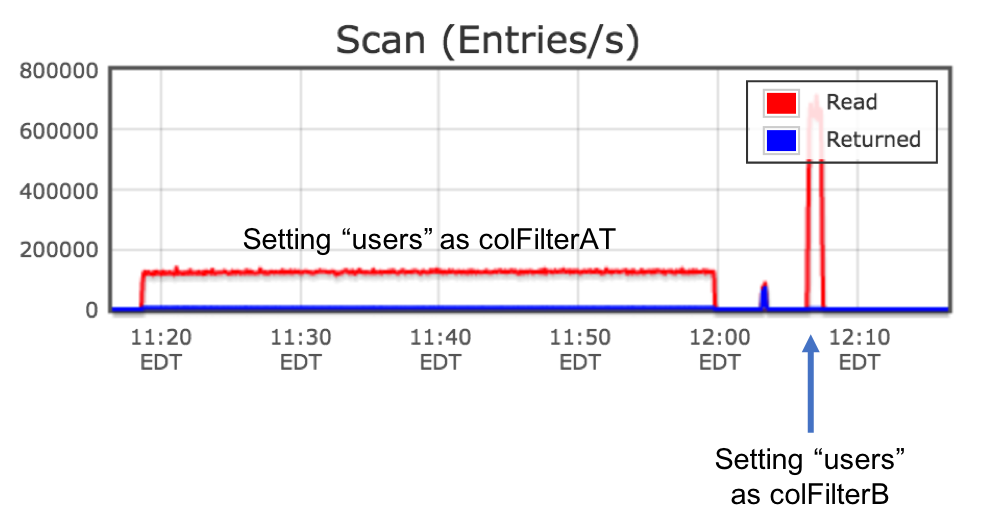 Scan (Entries/s)
800000
600000
400000
200000
0
Read
Returned
Setting “users” as colFilterAT
11:20 EDT
11:30 EDT
11:40 EDT
11:50 EDT
12:00 EDT
12:10 EDT
Setting “users”
as colFilterB